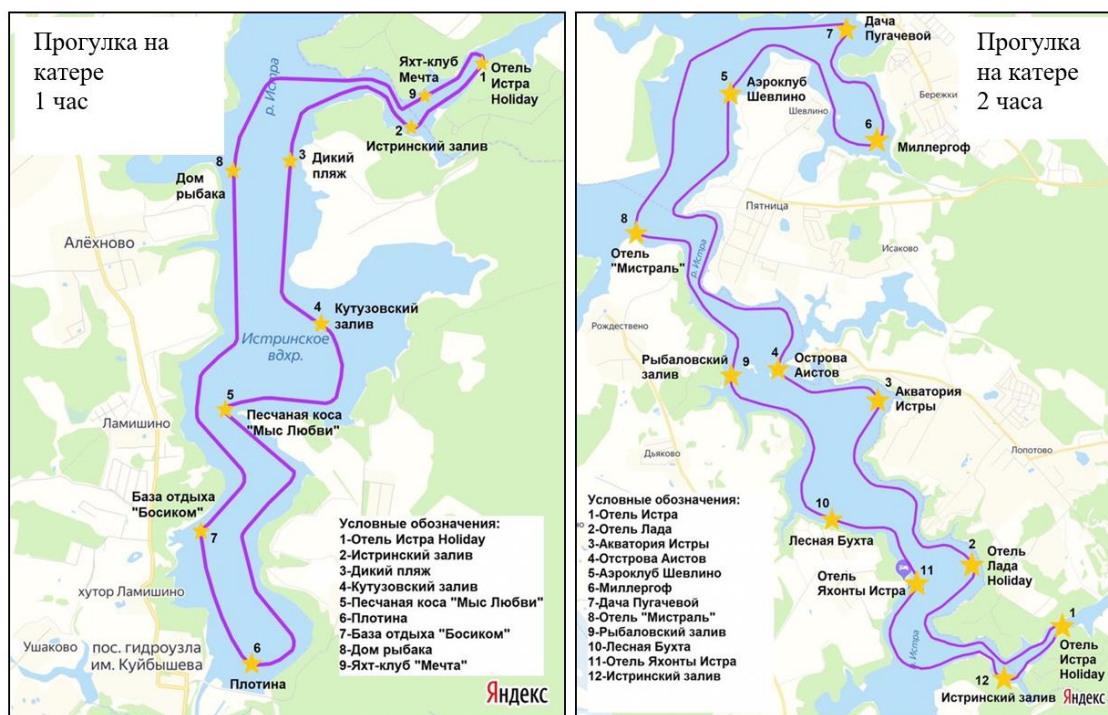 Прогулка на
катере
1 час
р. Истра
Яхт-клуб
Мечта
9
1
Отель
Истра
Holiday
2
Истринский залив
3
Дикий
пляж
8
Дом
рыбака
Алёхново
4
Кутузовский
залив
Истринское
вдхр.
5
Песчаная коса
"Мыс Любви"
Ламишино
База отдыха
"Босиком"
7
хутор Ламишино
Ушаково
пос. гидроузла
им. Куйбышева
6
Плотина
Условные обозначения:
1-Отель Истра Holiday
2-Истринский залив
3-Дикий пляж
4-Кутузовский залив
5-Песчаная коса "Мыс Любви"
6-Плотина
7-База отдыха "Босиком"
8-Дом рыбака
9-Яхт-клуб "Мечта"
Яндекс
Прогулка
на катере
2 часа
7
Дача
Пугачевой
5
Аэроклуб
Шевлино
Шевлино
Бережки
6
Миллергоф
Пятница
Исаково
8
Отель
"Мистраль"
р. Истра
Рождествено
Рыбаловский
залив
9
4
Острова
Аистов
3
Акватория
Истры
Дьяково
Лопотово
10
Лесная Бухта
2
Отель
Лада
Holiday
11
Отель
Яхонты Истра
р. Истра
1
Отель
Истра
Holiday
12
Истринский залив
Условные обозначения:
1-Отель Истра
2-Отель Лада
3-Акватория Истры
4-Отстрова Аистов
5-Аэроклуб Шевлино
6-Миллергоф
7-Дача Пугачевой
8-Отель "Мистраль"
9-Рыбаловский залив
10-Лесная Бухта
11-Отель Яхонты Истра
12-Истринский залив
Яндекс